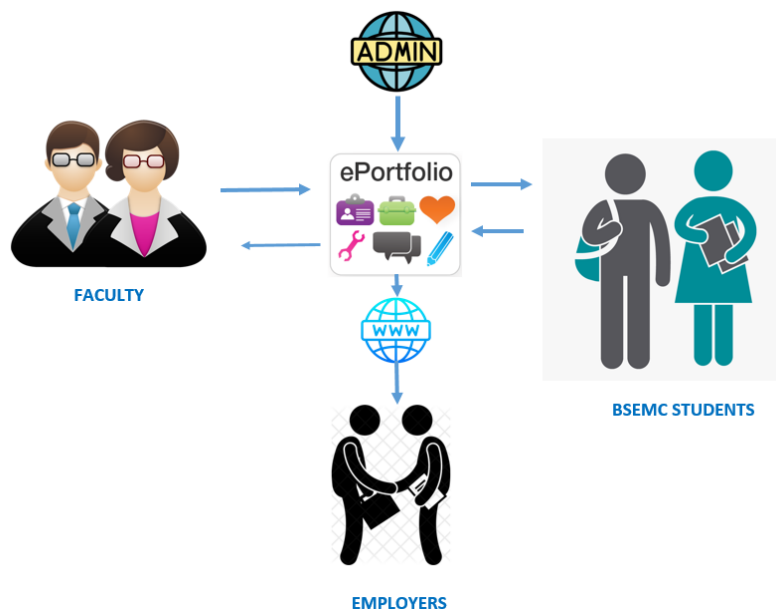 ADMIN
ePortfolio
FACULTY
WWW
BSEMC STUDENTS
EMPLOYERS